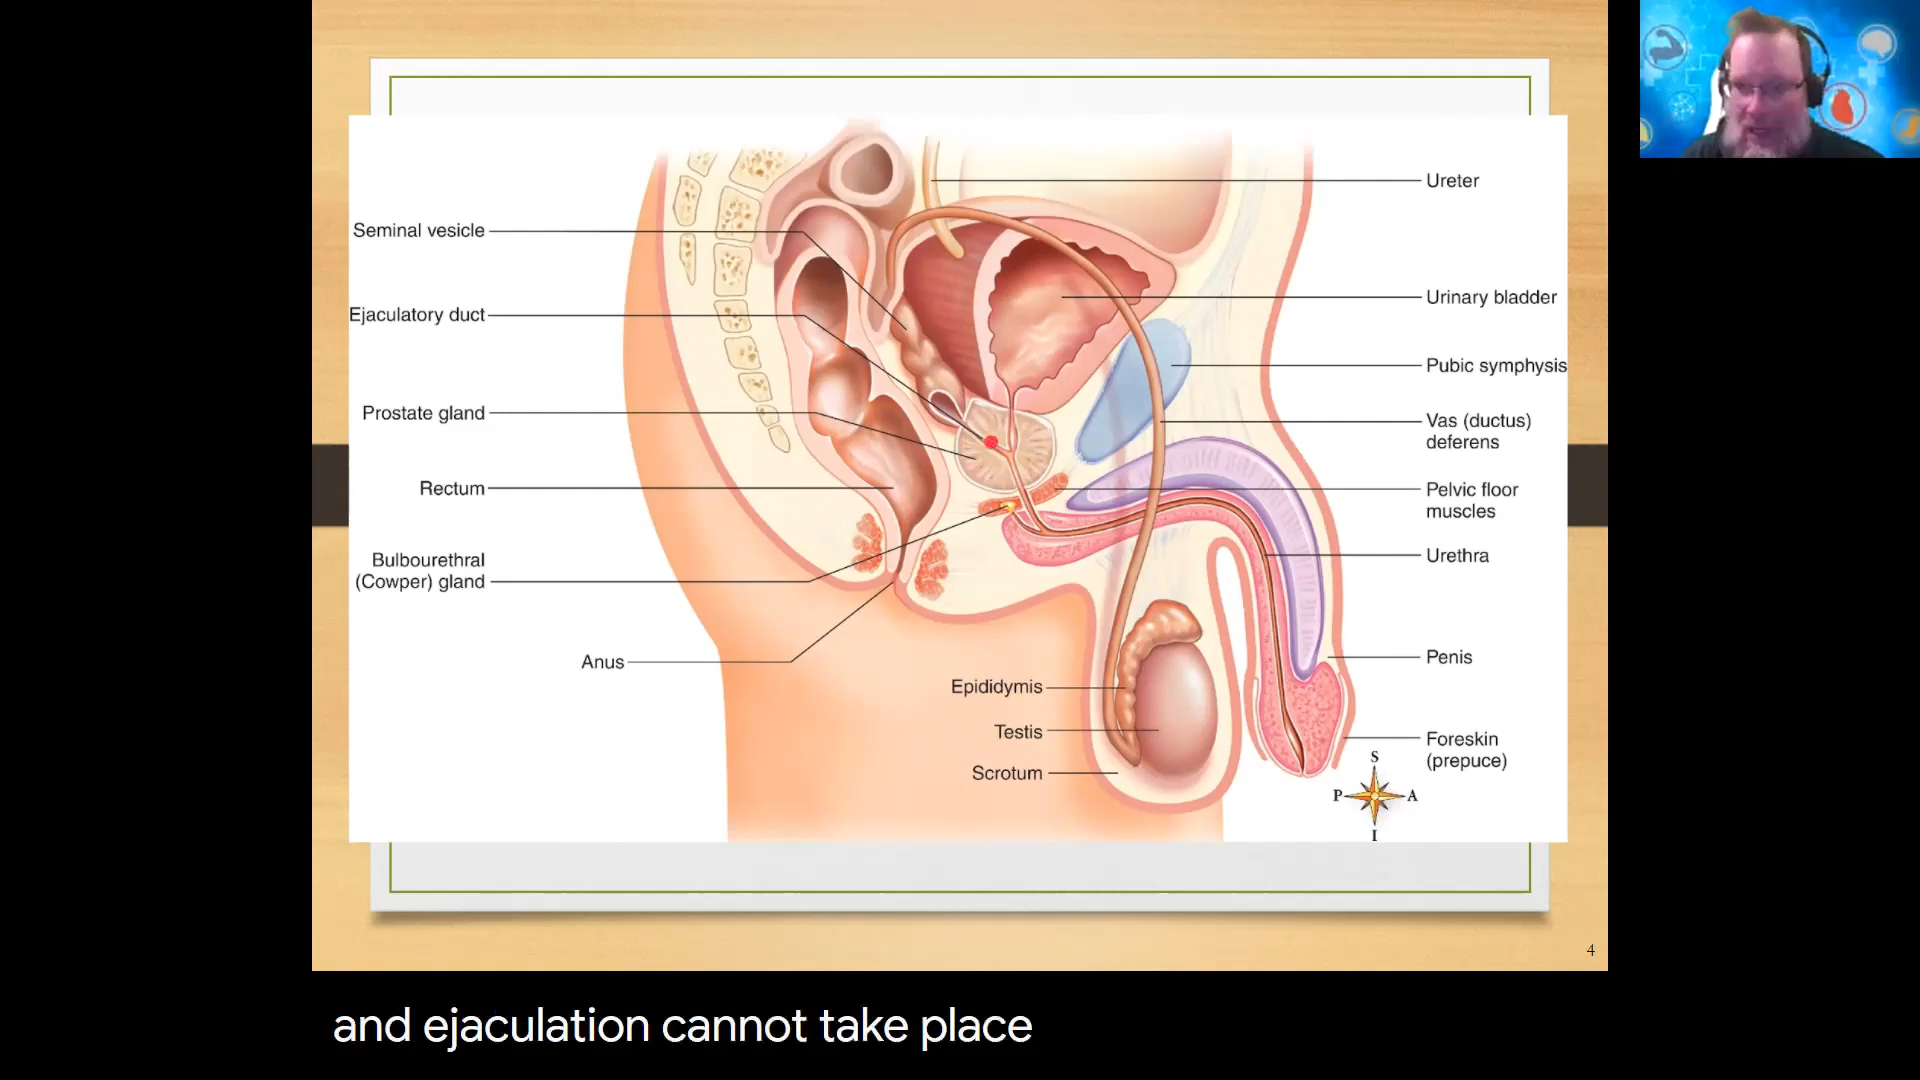 Seminal vesicle
Ejaculatory duct
Prostate gland
Rectum
Bulbourethral
(Cowper) gland
Anus
Epididymis
Testis
Scrotum
Ureter
Urinary bladder
Pubic symphysis
Vas (ductus)
deferens
Pelvic floor
muscles
Urethra
Penis
Foreskin
(prepuce)
S
P A
I
4
and ejaculation cannot take place